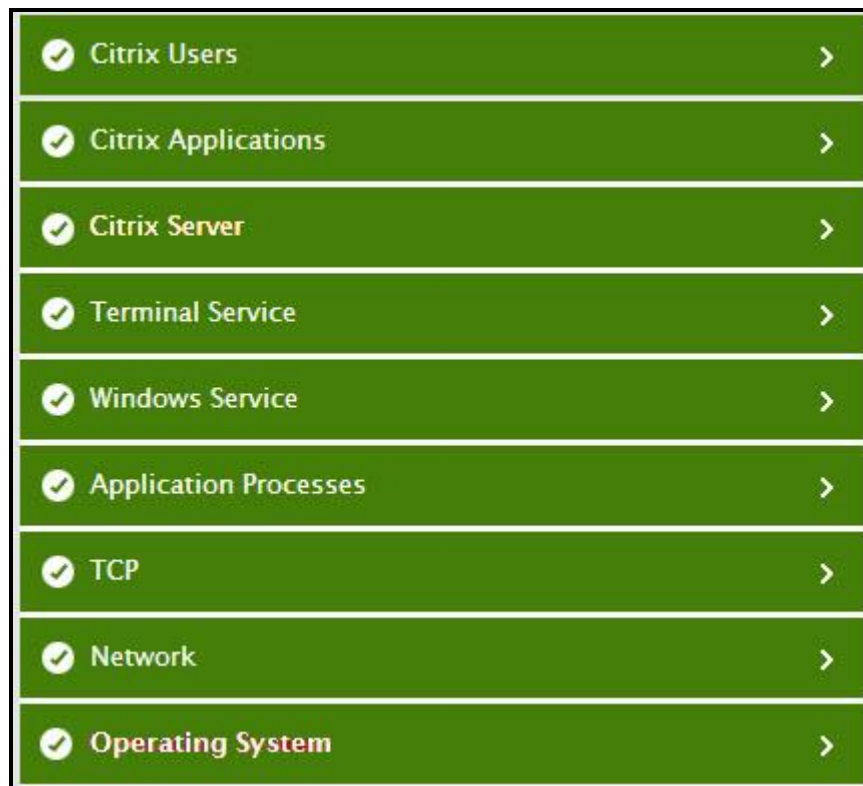 Citrix Users
Citrix Applications
Citrix Server
Terminal Service
Windows Service
Application Processes
TCP
Network
Operating System